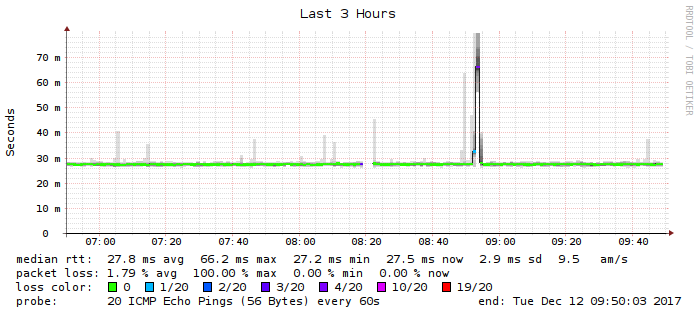 Last 3 Hours
RRDTOOL / TOBI OETIKER
Seconds
70 m
60 m
50 m
40 m
30 m
20 m
10 m
0
07:00 07:20 07:40 08:00 08:20 08:40 09:00 09:20 09:40
median rtt: 27.8 ms avg 66.2 ms max 27.2 ms min 27.5 ms now 2.9 ms sd 9.5 am/s
packet loss: 1.79 % avg 100.00 % max 0.00 % min 0.00 % now
loss color: 0 1/20 2/20 3/20 4/20 10/20 19/20
probe: 20 ICMP Echo Pings (56 Bytes) every 60s end: Tue Dec 12 09:50:03 2017